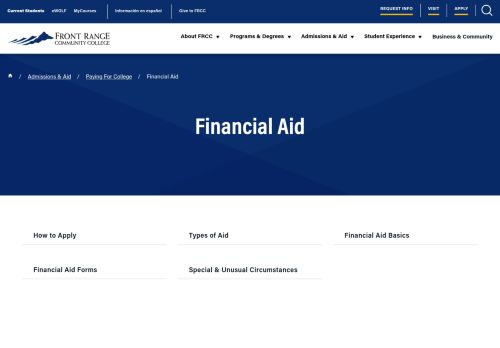 Current Students eWOLF MyCourses Información en español Give to FRCC REQUEST INFO VISIT APPLY
FRONT RANGE
COMMUNITY COLLEGE
About FRCC Programs & Degrees Admissions & Aid Student Experience Business & Community
/ Admissions & Aid / Paying For College / Financial Aid
Financial Aid
How to Apply Types of Aid Financial Aid Basics
Financial Aid Forms Special & Unusual Circumstances